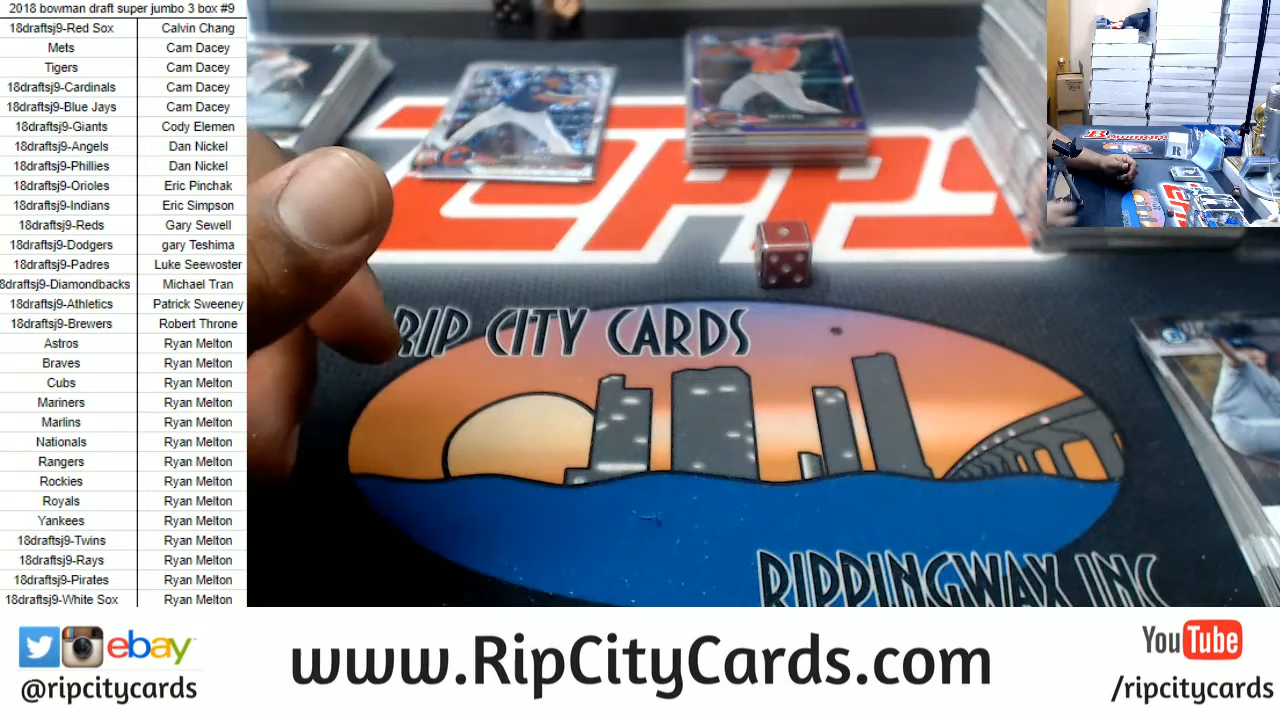 2018 bowman draft super jumbo 3 box #9
18draftsj9-Red Sox Calvin Chang
Mets Cam Dacey
Tigers Cam Dacey
18draftsj9-Cardinals Cam Dacey
18draftsj9-Blue Jays Cam Dacey
18draftsj9-Giants Cody Elemen
18draftsj9-Angels Dan Nickel
18draftsj9-Phillies Dan Nickel
18draftsj9-Orioles Eric Pinchak
18draftsj9-Indians Eric Simpson
18draftsj9-Reds Gary Sewell
18draftsj9-Dodgers gary Teshima
18draftsj9-Padres Luke Seewoster
8draftsj9-Diamondbacks Michael Tran
18draftsj9-Athletics Patrick Sweeney
18draftsj9-Brewers Robert Throne
Astros Ryan Melton
Braves Ryan Melton
Cubs Ryan Melton
Mariners Ryan Melton
Marlins Ryan Melton
Nationals Ryan Melton
Rangers Ryan Melton
Rockies Ryan Melton
Royals Ryan Melton
Yankees Ryan Melton
18draftsj9-Twins Ryan Melton
18draftsj9-Rays Ryan Melton
18draftsj9-Pirates Ryan Melton
18draftsj9-White Sox Ryan Melton
RIP CITY CARDS
RIPPINGWAX INC
Bowman
ebay
@ripcitycards
www.RipCityCards.com
YouTube
/ripcitycards